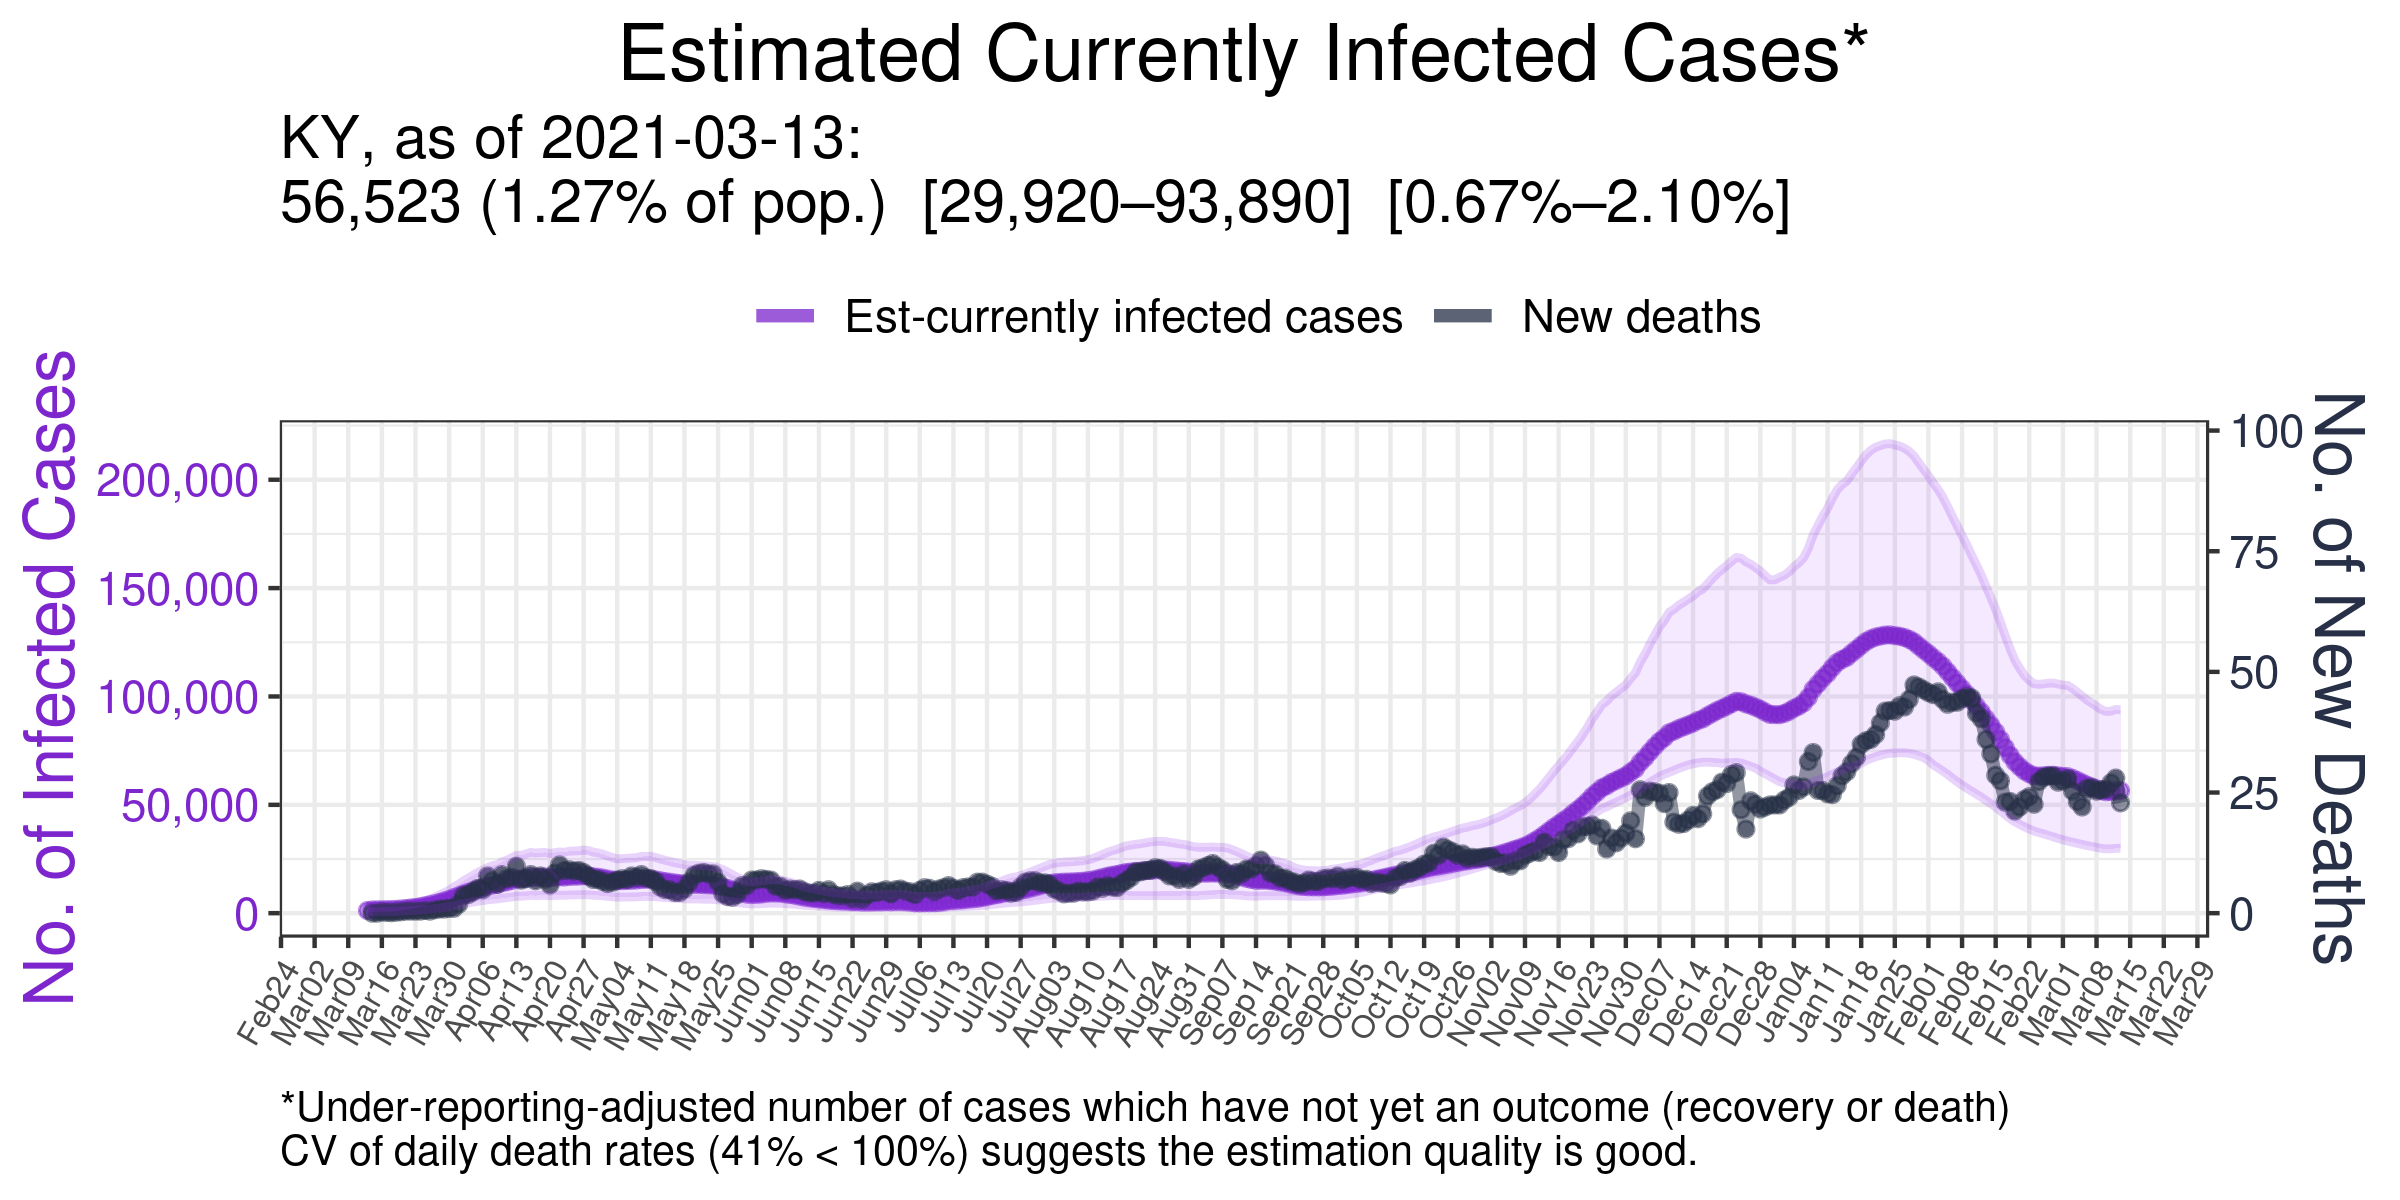 Estimated Currently Infected Cases*
KY, as of 2021-03-13:
56,523 (1.27% of pop.)  [29,920–93,890]  [0.67%–2.10%]
Est-currently infected cases
New deaths
No. of Infected Cases
200,000
150,000
100,000
50,000
0
100
75
50
25
0
No. of New Deaths
Feb24
Mar02
Mar09
Mar16
Mar23
Mar30
Apr06
Apr13
Apr20
Apr27
May04
May11
May18
May25
Jun01
Jun08
Jun15
Jun22
Jun29
Jul06
Jul13
Jul20
Jul27
Aug03
Aug10
Aug17
Aug24
Aug31
Sep07
Sep14
Sep21
Sep28
Oct05
Oct12
Oct19
Oct26
Nov02
Nov09
Nov16
Nov23
Nov30
Dec07
Dec14
Dec21
Dec28
Jan04
Jan11
Jan18
Jan25
Feb01
Feb08
Feb15
Feb22
Mar01
Mar08
Mar15
Mar22
Mar29
*Under-reporting-adjusted number of cases which have not yet an outcome (recovery or death)
CV of daily death rates (41% < 100%) suggests the estimation quality is good.